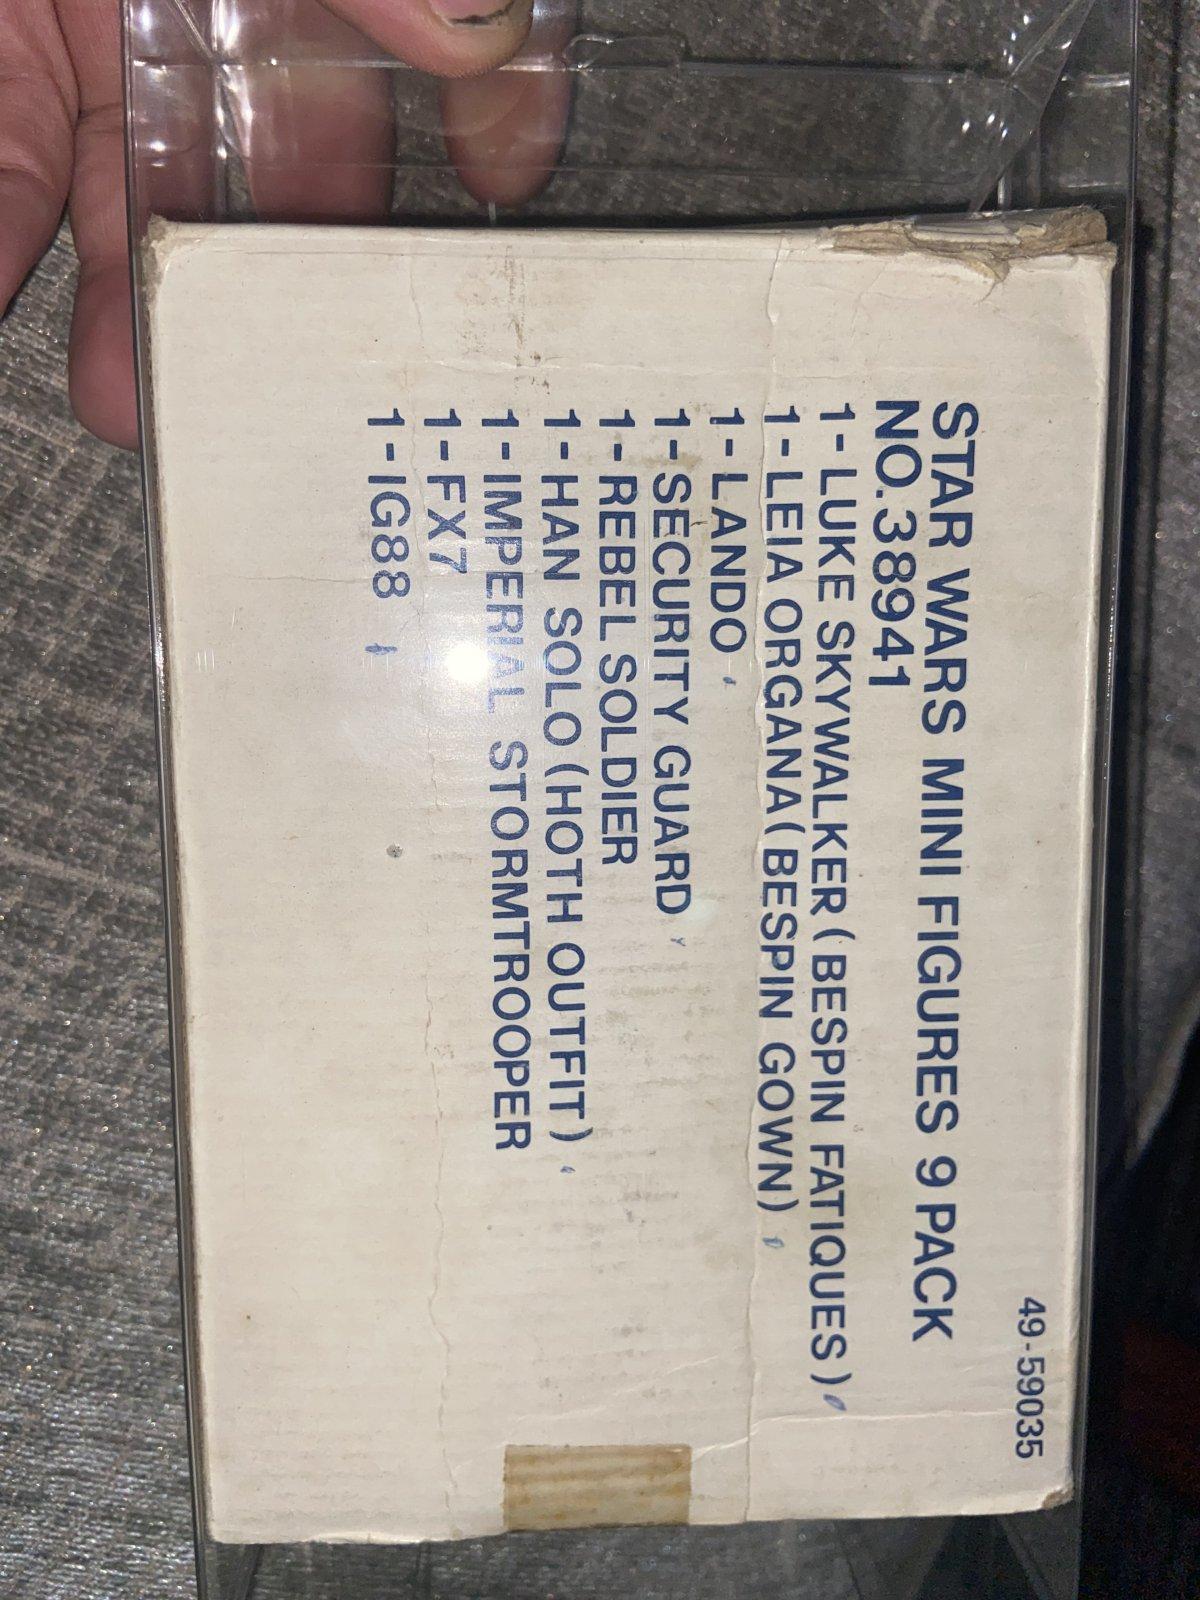 49-59035
STAR WARS MINI FIGURES 9 PACK
NO. 38941
1-LUKE SKYWALKER (BESPIN FATIQUES)
1-LEIA ORGANA (BESPIN GOWN)
1-LANDO
1-SECURITY GUARD
1-REBEL SOLDIER
1-HAN SOLO (HOTH OUTFIT)
1-IMPERIAL STORMTROOPER
1-FX7
1-IG88